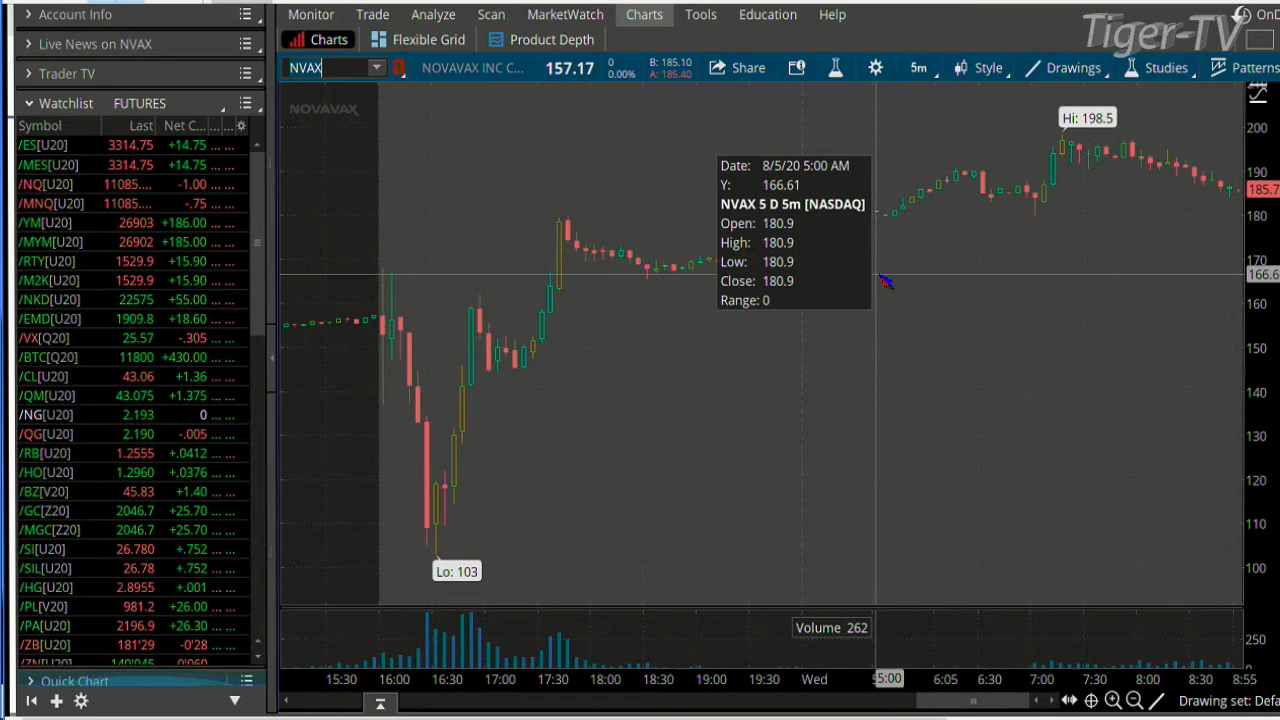 Account Info
Live News on NVAX
Trader TV
Watchlist FUTURES
Symbol Last Net C... ... ...
/ES[U20] 3314.75 +14.75 ... ...
/MES[U20] 3314.75 +14.75 ... ...
/NQ[U20] 11085.... -1.00 ... ...
/MNQ[U20] 11085.... -.75 ... ...
/YM[U20] 26903 +186.00 ... ...
/MYM[U20] 26902 +185.00 ... ...
/RTY[U20] 1529.9 +15.90 ... ...
/M2K[U20] 1529.9 +15.90 ... ...
/NKD[U20] 22575 +55.00 ... ...
/EMD[U20] 1909.8 +18.60 ... ...
/VX[Q20] 25.57 -.305 ... ...
/BTC[Q20] 11800 +430.00 ... ...
/CL[U20] 43.06 +1.36 ... ...
/QM[U20] 43.075 +1.375 ... ...
/NG[U20] 2.193 0 ... ...
/QG[U20] 2.190 -.005 ... ...
/RB[U20] 1.2555 +.0412 ... ...
/HO[U20] 1.2960 +.0376 ... ...
/BZ[V20] 45.83 +1.40 ... ...
/GC[Z20] 2046.7 +25.70 ... ...
/MGC[Z20] 2046.7 +25.70 ... ...
/SI[U20] 26.780 +.752 ... ...
/SIL[U20] 26.78 +.752 ... ...
/HG[U20] 2.8955 +.001 ... ...
/PL[V20] 981.2 +26.00 ... ...
/PA[U20] 2196.9 +26.30 ... ...
/ZB[U20] 181'29 -0'28 ... ...
/ZN[U20] 140'045 0'060
Quick Chart
Monitor Trade Analyze Scan MarketWatch Charts Tools Education Help
OnD
Tiger-TV
Charts Flexible Grid Product Depth
NVAX NOVAVAX INC C... 157.17 0 0.00% B: 185.10 A: 185.40 Share 5m Style Drawings Studies Patterns
NOVAVAX
Hi: 198.5
Date: 8/5/20 5:00 AM
Y: 166.61
NVAX 5 D 5m [NASDAQ]
Open: 180.9
High: 180.9
Low: 180.9
Close: 180.9
Range: 0
Lo: 103
200
190
185.7
180
170
166.6
160
150
140
130
120
110
100
Volume 262
250
0
15:30 16:00 16:30 17:00 17:30 18:00 18:30 19:00 19:30 Wed 5:00 6:05 6:30 7:00 7:30 8:00 8:30 8:55
Drawing set: Defa